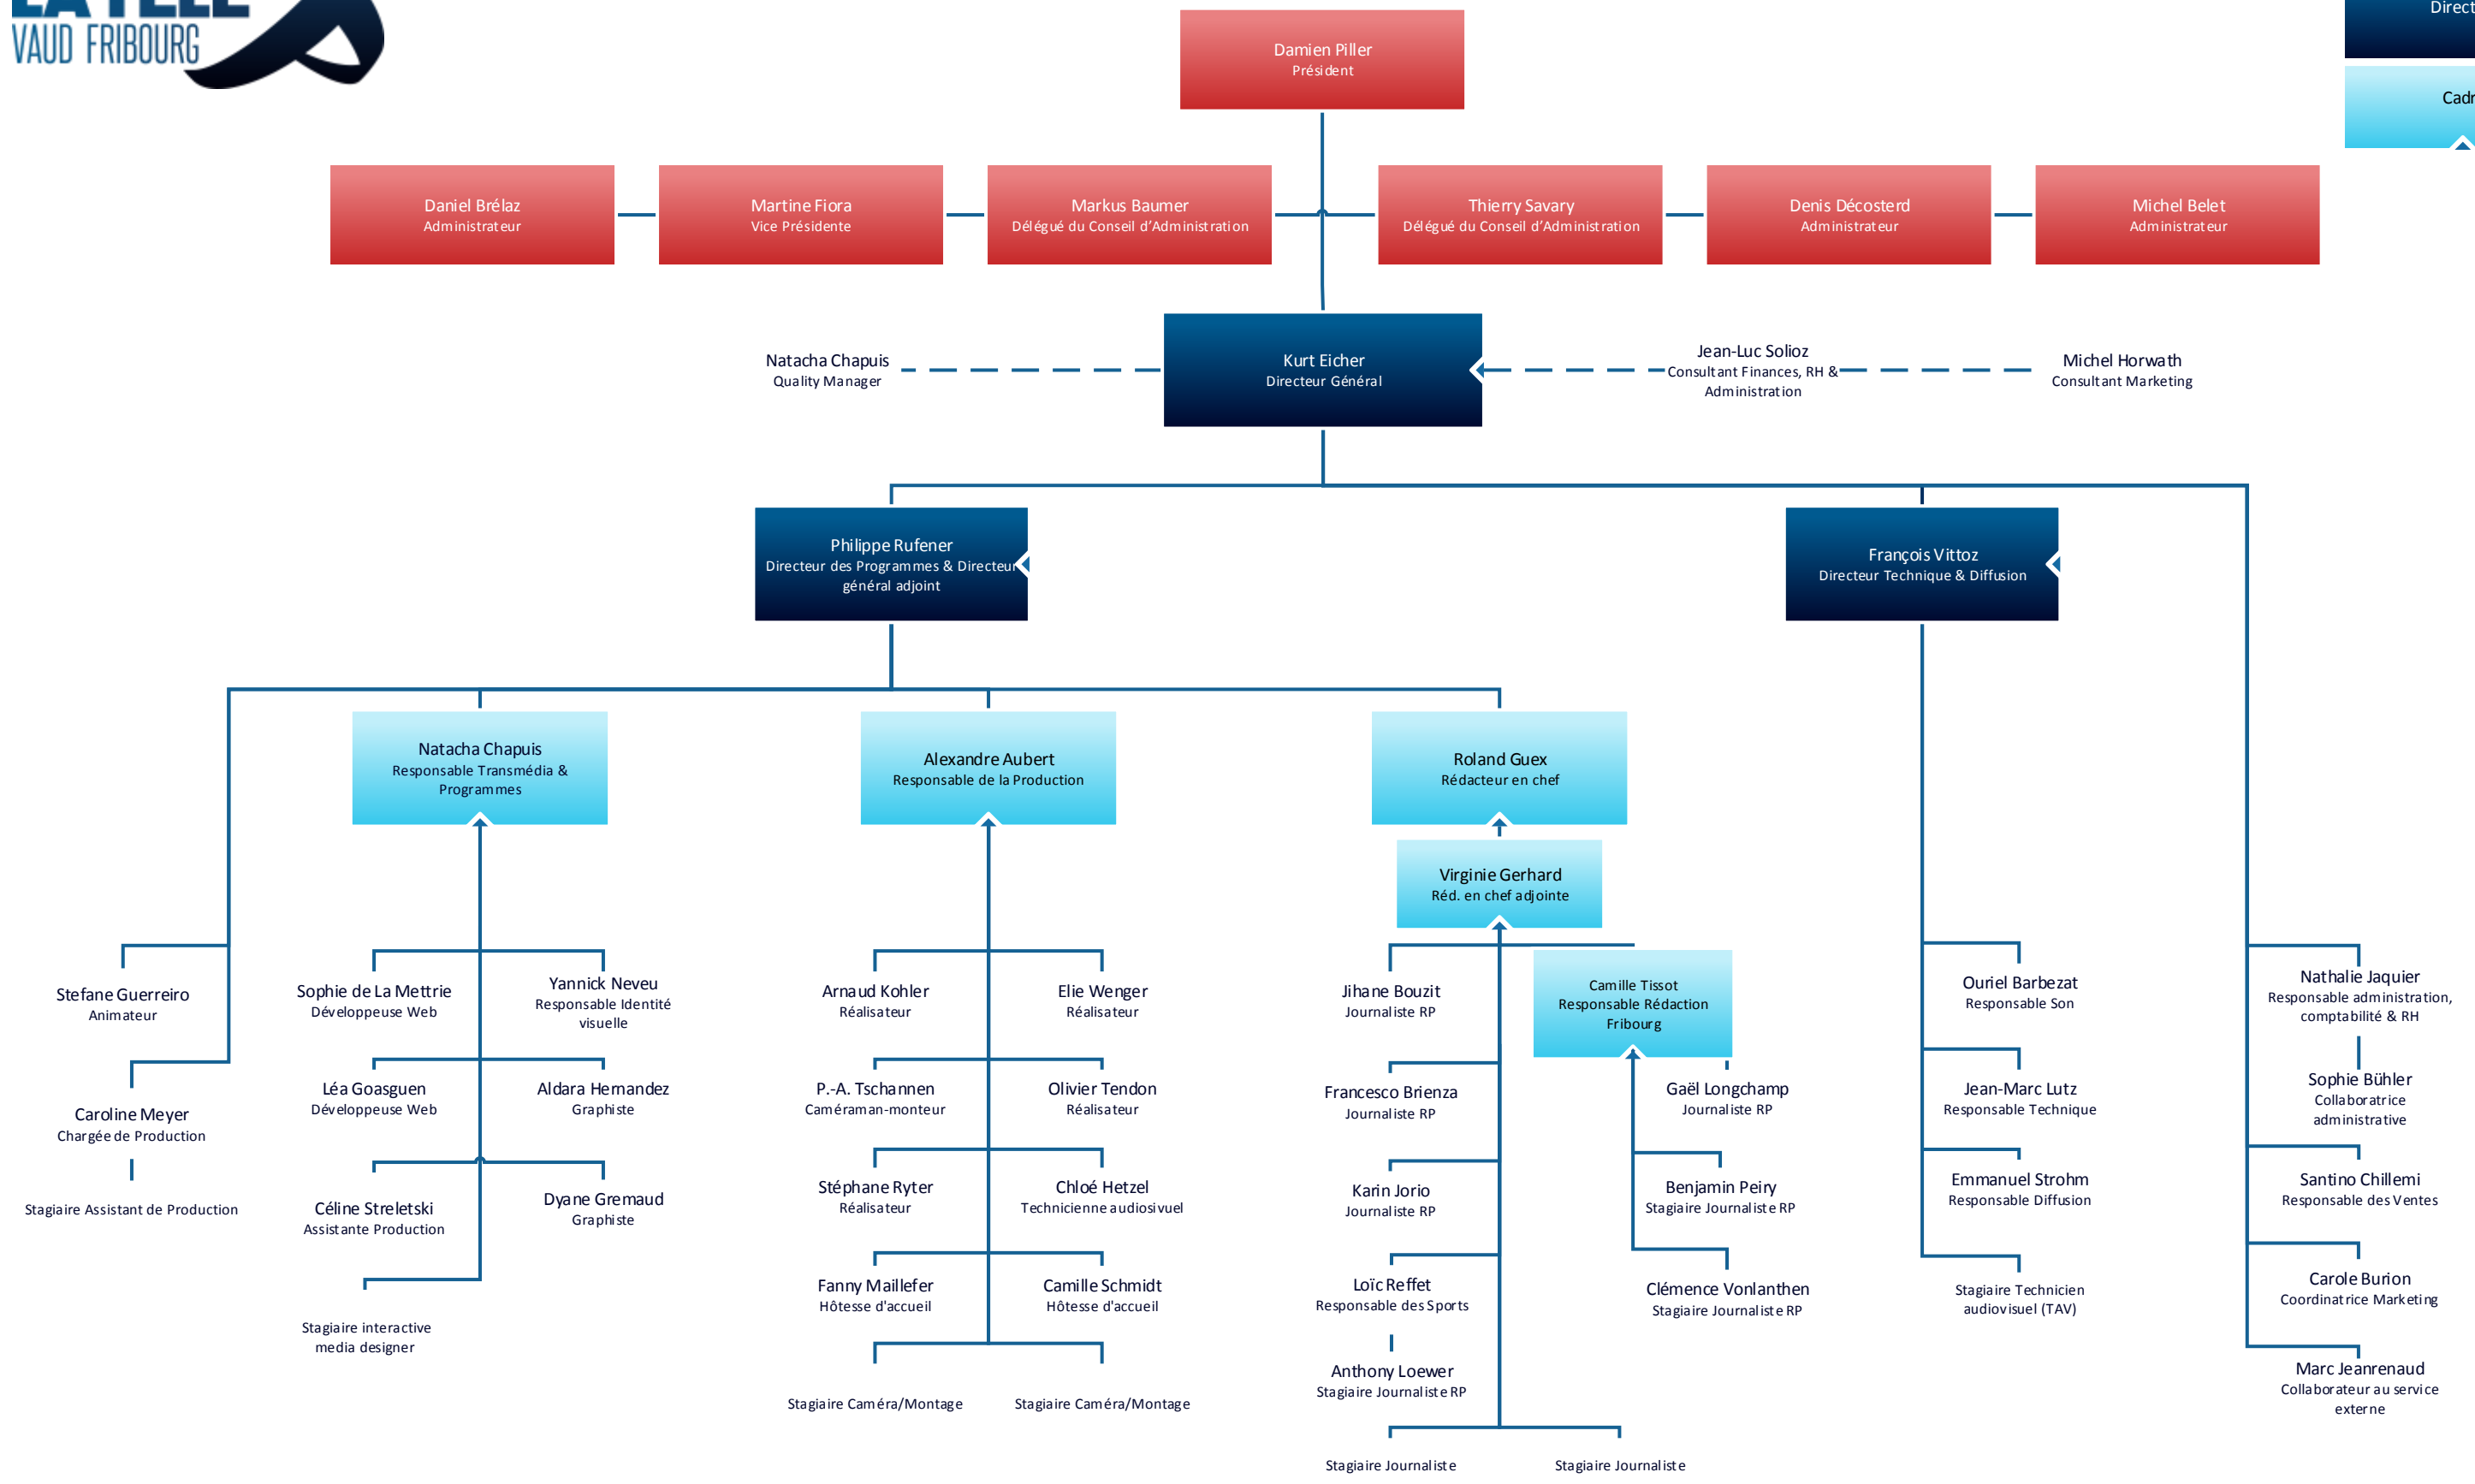 VAUD FRIBOURG
Damien Piller
Président
Daniel Brélaz
Administrateur
Martine Fiora
Vice Présidente
Markus Baumer
Délégué du Conseil d'Administration
Thierry Savary
Délégué du Conseil d'Administration
Denis Décosterd
Administrateur
Michel Belet
Administrateur
Natacha Chapuis
Quality Manager
Kurt Eicher
Directeur Général
Jean-Luc Solioz
Consultant Finances, RH &
Administration
Michel Horwath
Consultant Marketing
Philippe Rufener
Directeur des Programmes & Directeur
général adjoint
François Vittoz
Directeur Technique & Diffusion
Natacha Chapuis
Responsable Transmédia &
Programmes
Alexandre Aubert
Responsable de la Production
Roland Guex
Rédacteur en chef
Virginie Gerhard
Réd. en chef adjointe
Stefane Guerreiro
Animateur
Caroline Meyer
Chargée de Production
Stagiaire Assistant de Production
Sophie de La Mettrie
Développeuse Web
Yannick Neveu
Responsable Identité
visuelle
Léa Goasguen
Développeuse Web
Aldara Hernandez
Graphiste
Céline Streletski
Assistante Production
Dyane Gremaud
Graphiste
Stagiaire interactive
media designer
Arnaud Kohler
Réalisateur
Elie Wenger
Réalisateur
P.-A. Tschannen
Caméraman-monteur
Olivier Tendon
Réalisateur
Stéphane Ryter
Réalisateur
Chloé Hetzel
Technicienne audiosivuel
Fanny Maillefer
Hôtesse d'accueil
Camille Schmidt
Hôtesse d'accueil
Stagiaire Caméra/Montage
Stagiaire Caméra/Montage
Jihane Bouzit
Journaliste RP
Camille Tissot
Responsable Rédaction
Fribourg
Francesco Brienza
Journaliste RP
Gaël Longchamp
Journaliste RP
Karin Jorio
Journaliste RP
Benjamin Peiry
Stagiaire Journaliste RP
Loïc Reffet
Responsable des Sports
Clémence Vonlanthen
Stagiaire Journaliste RP
Anthony Loewer
Stagiaire Journaliste RP
Stagiaire Journaliste
Stagiaire Journaliste
Ouriel Barbezat
Responsable Son
Jean-Marc Lutz
Responsable Technique
Emmanuel Strohm
Responsable Diffusion
Stagiaire Technicien
audiovisuel (TAV)
Nathalie Jaquier
Responsable administration,
comptabilité & RH
Sophie Bühler
Collaboratrice
administrative
Santino Chillemi
Responsable des Ventes
Carole Burion
Coordinatrice Marketing
Marc Jeanrenaud
Collaborateur au service
externe